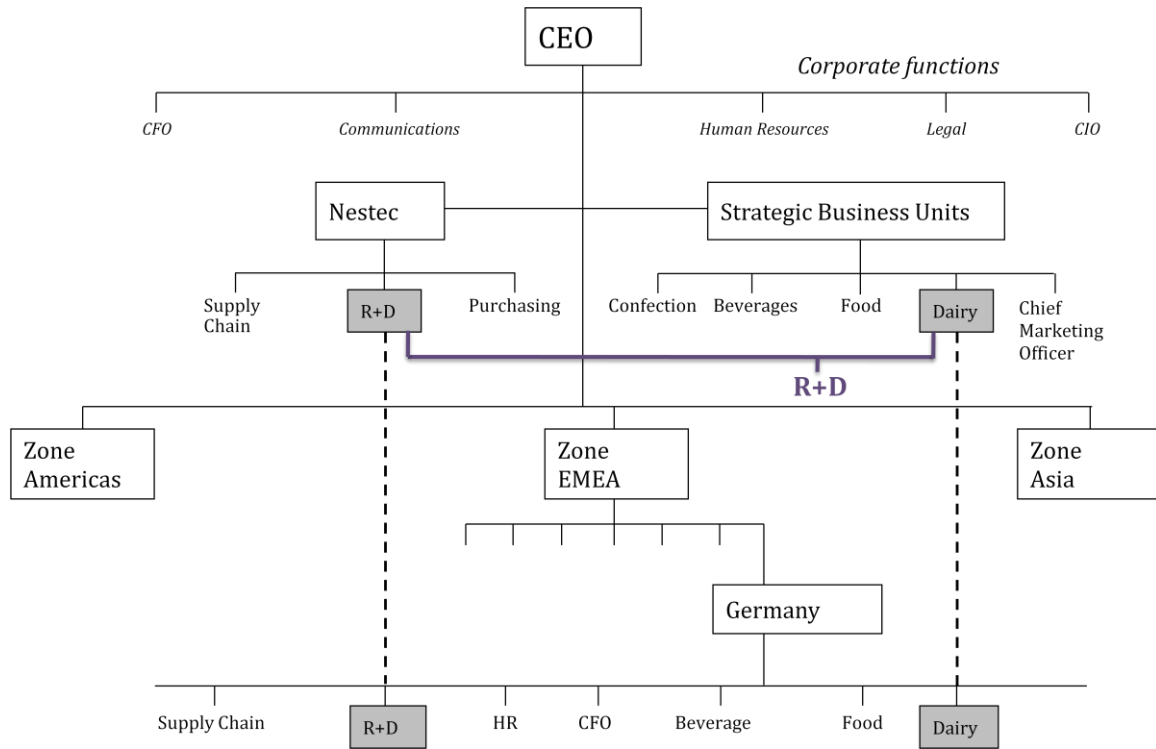 CEO
Corporate functions
CFO
Communications
Human Resources
Legal
CIO
Nestec
Strategic Business Units
Supply
Chain
R+D
Purchasing
Confection
Beverages
Food
Dairy
Chief
Marketing
Officer
R+D
Zone
Americas
Zone
EMEA
Zone
Asia
Germany
Supply Chain
R+D
HR
CFO
Beverage
Food
Dairy